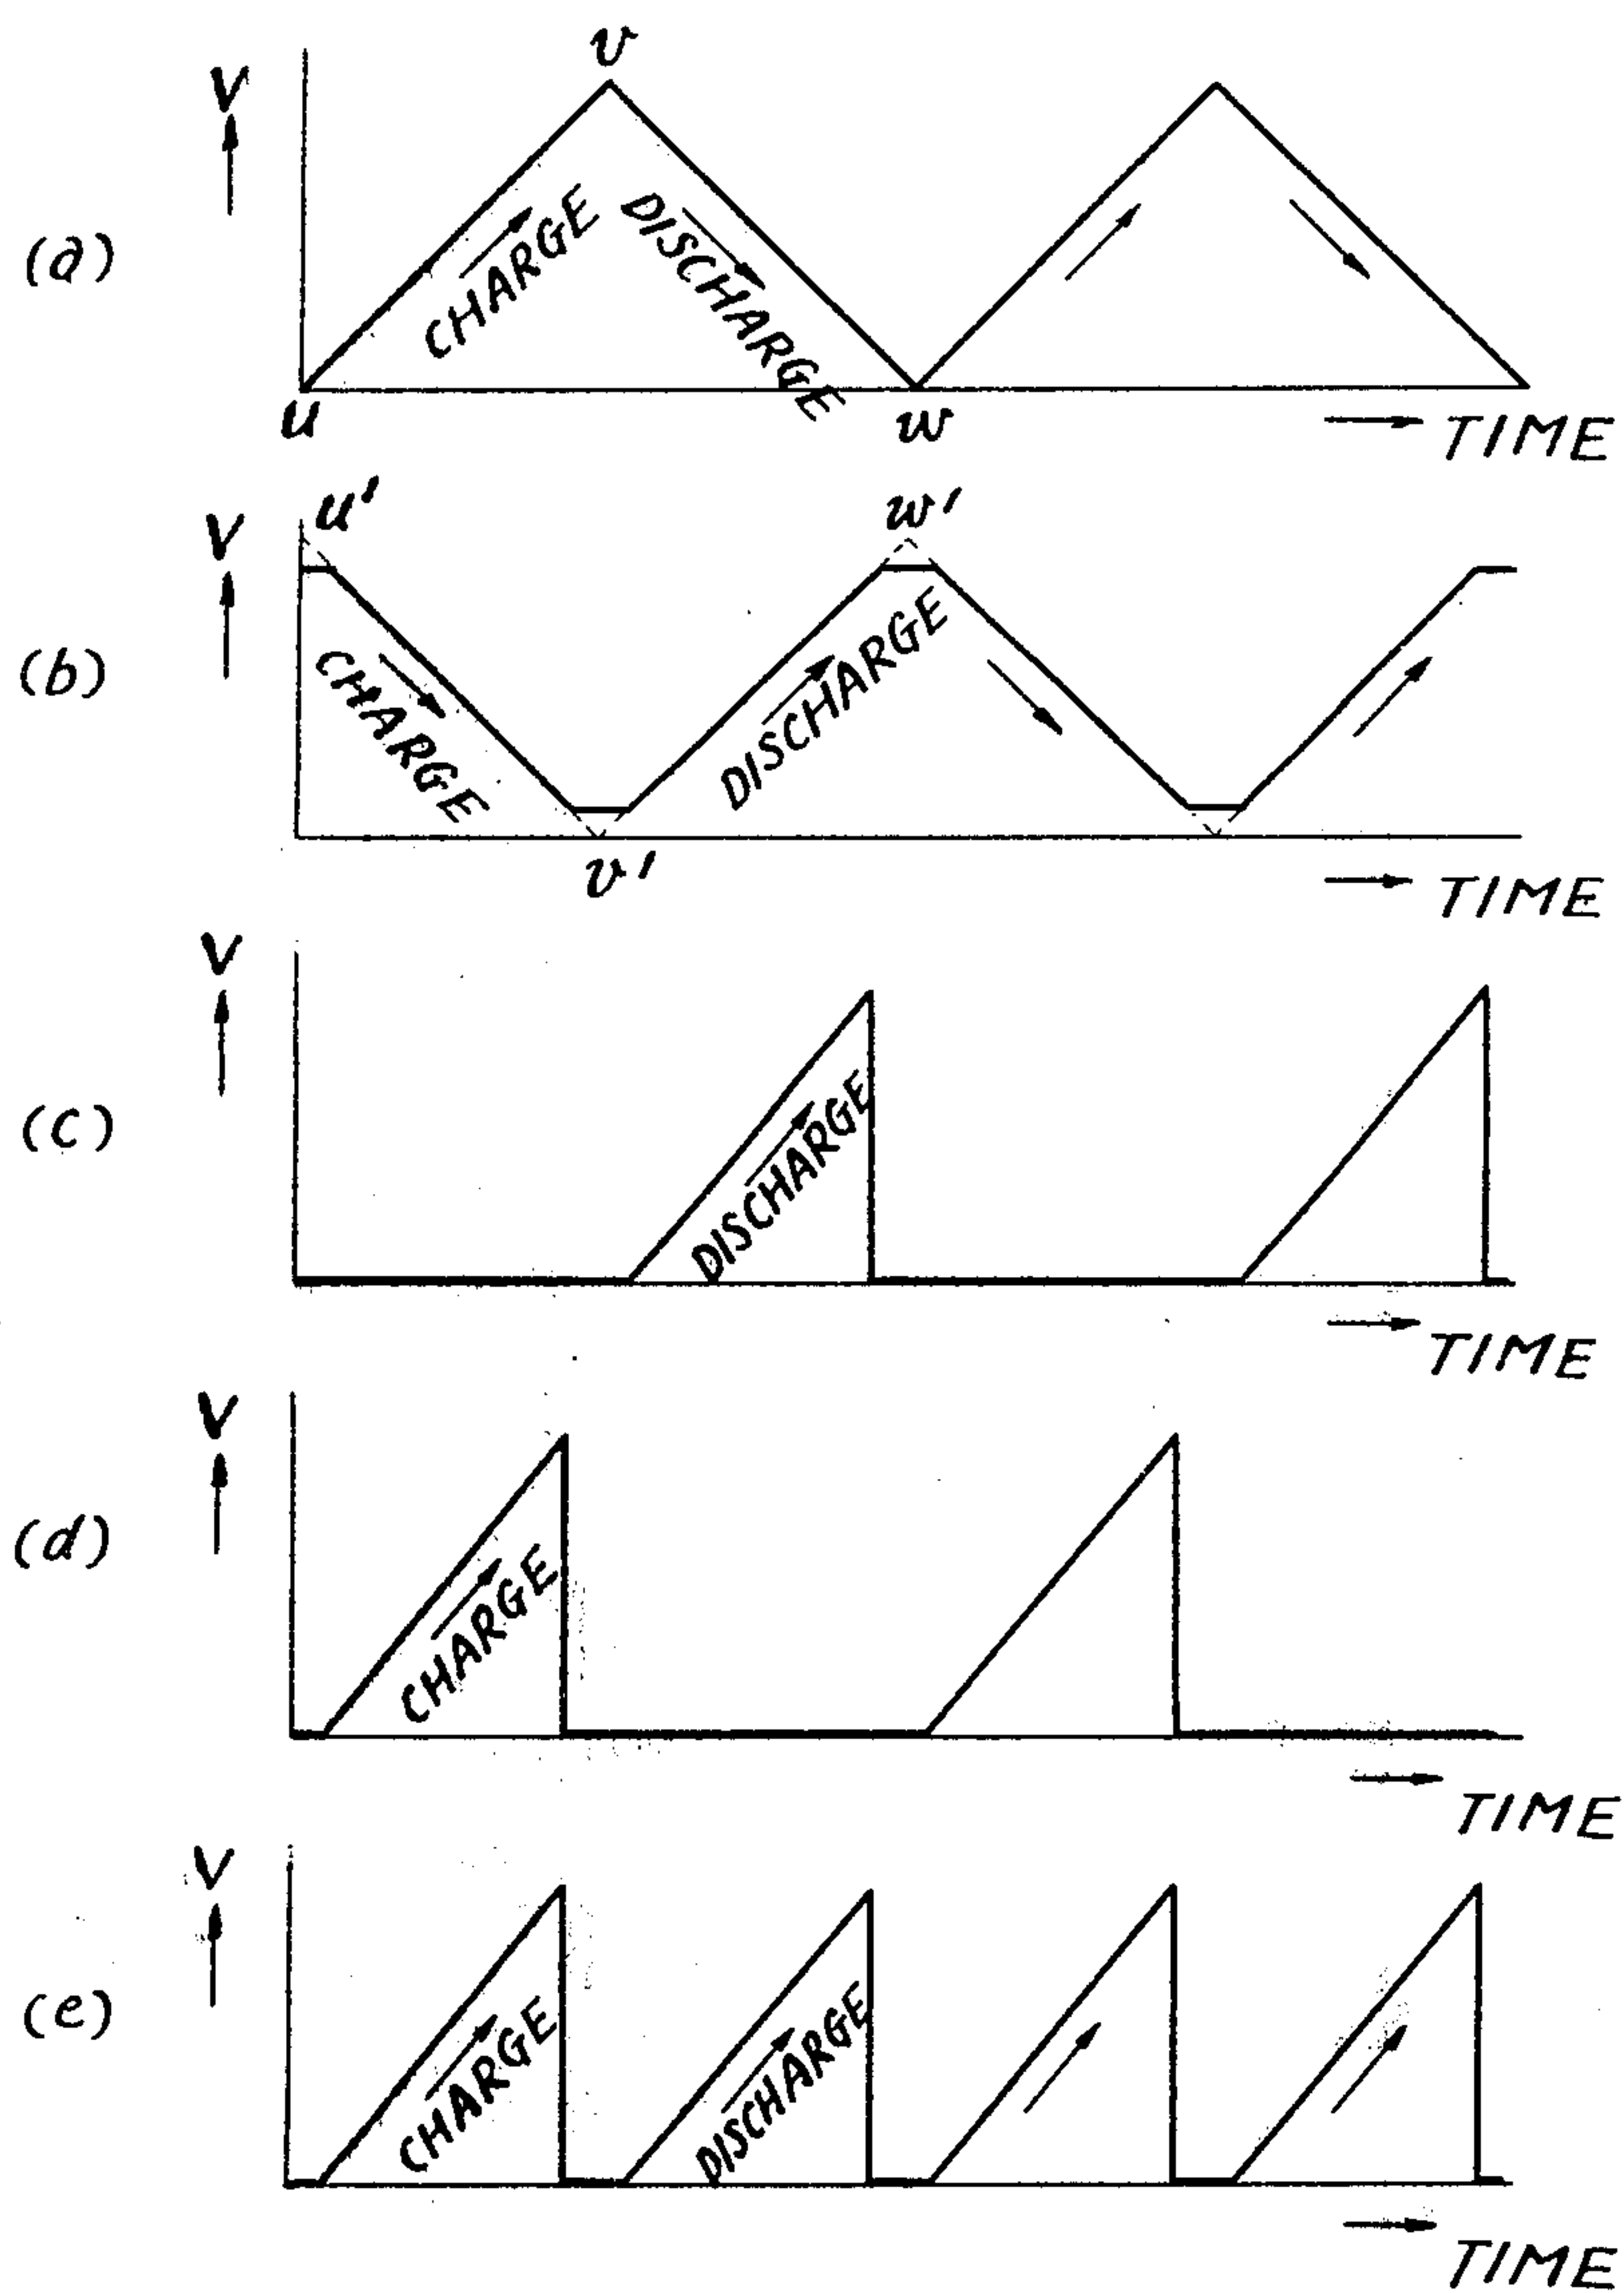 v
V
(a)
CHARGE
DISCHARGE
u
w
TIME
u'
w'
V
(b)
CHARGE
DISCHARGE
v'
TIME
V
(c)
DISCHARGE
TIME
V
(d)
CHARGE
TIME
V
(e)
CHARGE
DISCHARGE
TIME